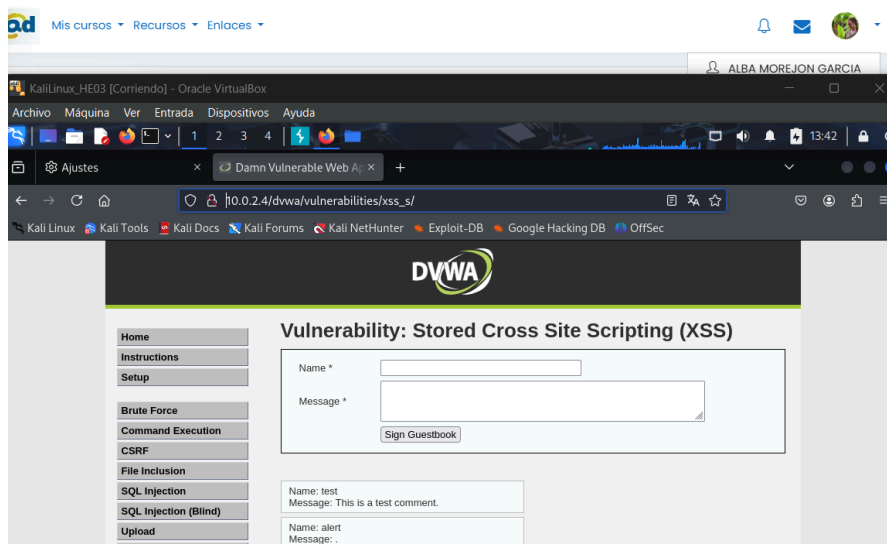 ad Mis cursos Recursos Enlaces
ALBA MOREJON GARCIA
KaliLinux_HE03 [Corriendo] - Oracle VirtualBox
Archivo Máquina Ver Entrada Dispositivos Ayuda
1 2 3 4 13:42
Ajustes × Damn Vulnerable Web Ap × +
10.0.2.4/dvwa/vulnerabilities/xss_s/
Kali Linux Kali Tools Kali Docs Kali Forums Kali NetHunter Exploit-DB Google Hacking DB OffSec
DVWA
Vulnerability: Stored Cross Site Scripting (XSS)
Home
Instructions
Setup
Brute Force
Command Execution
CSRF
File Inclusion
SQL Injection
SQL Injection (Blind)
Upload
Name *
Message *
Sign Guestbook
Name: test
Message: This is a test comment.
Name: alert
Message: .